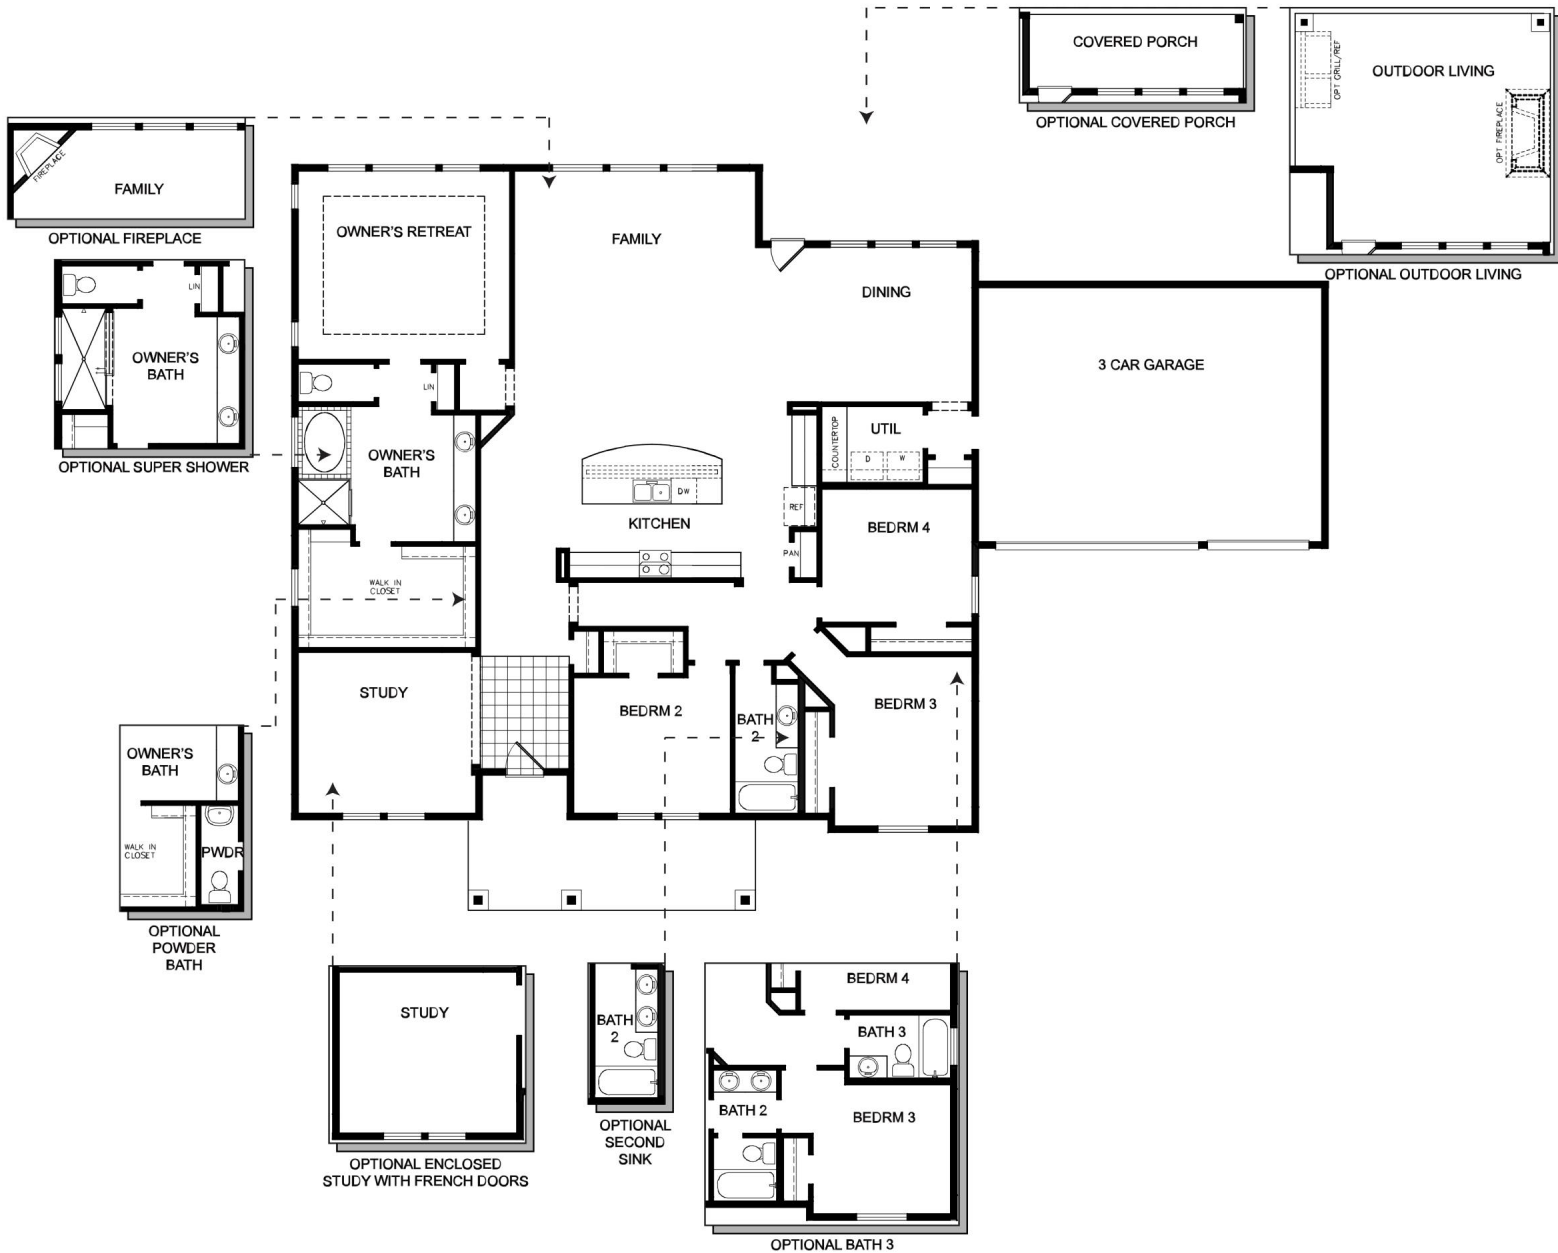 COVERED PORCH
OPTIONAL COVERED PORCH
OUTDOOR LIVING
OPT GRILL/REF
OPT FIREPLACE
OPTIONAL OUTDOOR LIVING
FIREPLACE
FAMILY
OPTIONAL FIREPLACE
LIN
OWNER'S
BATH
OPTIONAL SUPER SHOWER
OWNER'S RETREAT
FAMILY
DINING
3 CAR GARAGE
LIN
OWNER'S
BATH
COUNTERTOP
UTIL
D
W
DW
KITCHEN
REF
PAN
BEDRM 4
WALK IN
CLOSET
STUDY
BEDRM 2
BATH
2
BEDRM 3
OWNER'S
BATH
WALK IN
CLOSET
PWDR
OPTIONAL
POWDER
BATH
STUDY
OPTIONAL ENCLOSED
STUDY WITH FRENCH DOORS
BATH
2
OPTIONAL
SECOND
SINK
BEDRM 4
BATH 3
BATH 2
BEDRM 3
OPTIONAL BATH 3